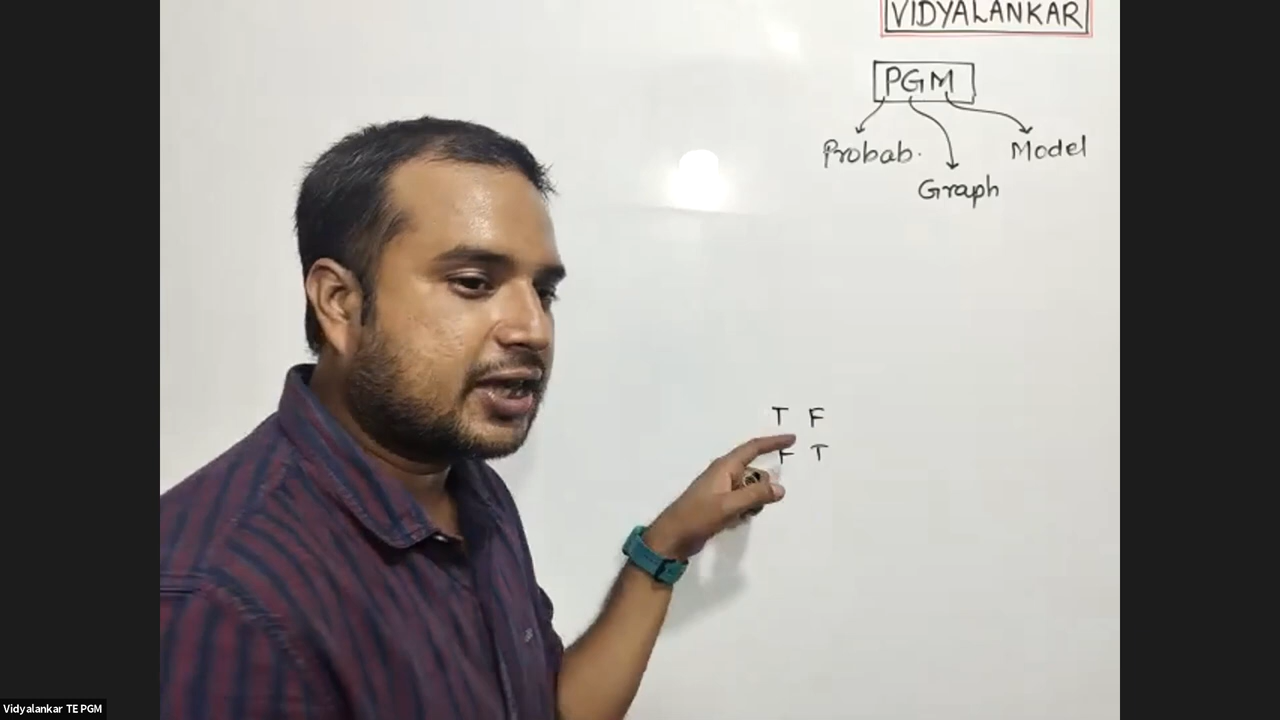 VIDYALANKAR
PGM
Probab. Model
Graph
T F
F T
Vidyalankar TE PGM